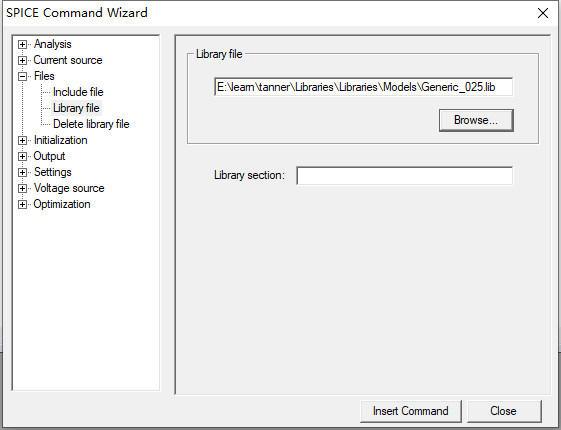 SPICE Command Wizard
Analysis
Current source
Files
Include file
Library file
Delete library file
Initialization
Output
Settings
Voltage source
Optimization
Library file
E:\learn\tanner\Libraries\Libraries\Models\Generic_025.lib
Browse...
Library section:
Insert Command
Close